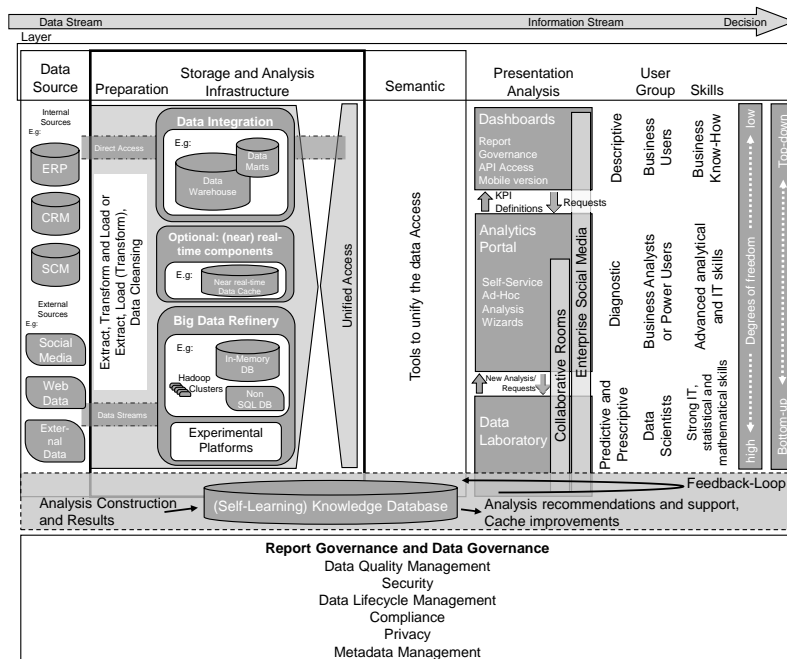 Data Stream
Information Stream
Decision
Layer
Data
Source
Preparation
Storage and Analysis
Infrastructure
Semantic
Presentation
Analysis
User
Group
Skills
Internal
Sources
E.g:
ERP
CRM
SCM
External
Sources
E.g:
Social
Media
Web
Data
Exter-
nal
Data
Direct Access
Extract, Transform and Load or
Extract, Load (Transform),
Data Cleansing
Data Streams
Data Integration
E.g:
Data
Marts
Data
Warehouse
Optional: (near) real-
time components
E.g:
Near real-time
Data Cache
Big Data Refinery
E.g:
In-Memory
DB
Hadoop
Clusters
Non
SQL DB
Experimental
Platforms
Unified Access
Tools to unify the data Access
Dashboards
Report
Governance
API Access
Mobile version
KPI
Definitions
Requests
Analytics
Portal
Self-Service
Ad-Hoc
Analysis
Wizards
New Analysis/
Requests
Data
Laboratory
Collaborative Rooms
Enterprise Social Media
Descriptive
Diagnostic
Predictive and
Prescriptive
Business
Users
Business Analysts
or Power Users
Data
Scientists
Business
Know-How
Advanced analytical
and IT skills
Strong IT,
statistical and
mathematical skills
low
Degrees of freedom
high
Top-down
Bottom-up
Feedback-Loop
Analysis Construction
and Results
(Self-Learning) Knowledge Database
Analysis recommendations and support,
Cache improvements
Report Governance and Data Governance
Data Quality Management
Security
Data Lifecycle Management
Compliance
Privacy
Metadata Management